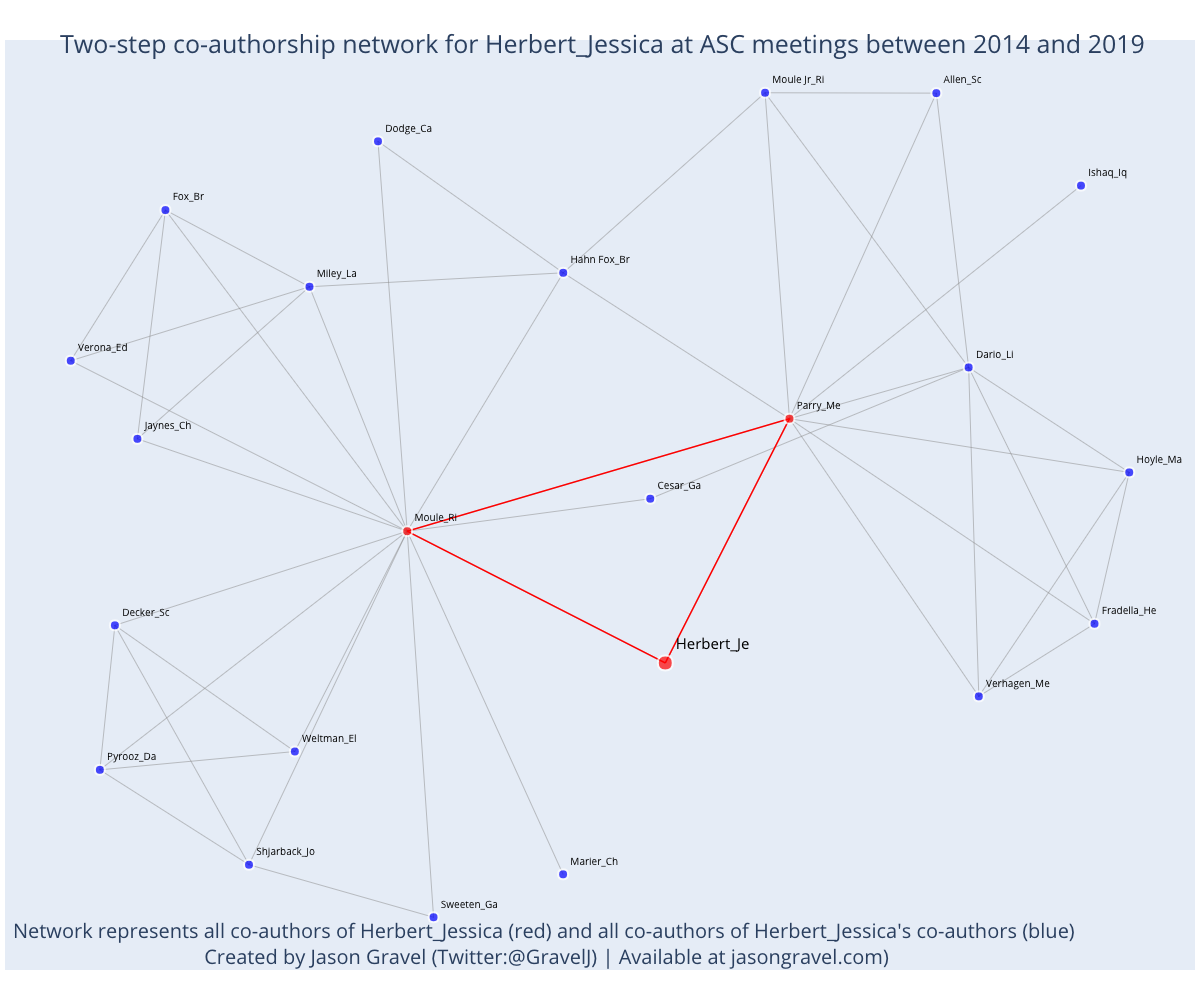 Two-step co-authorship network for Herbert_Jessica at ASC meetings between 2014 and 2019
Moule Jr_Ri
Allen_Sc
Dodge_Ca
Ishaq_Iq
Fox_Br
Hahn Fox_Br
Miley_La
Verona_Ed
Dario_Li
Parry_Me
Jaynes_Ch
Hoyle_Ma
Cesar_Ga
Moule_Ri
Decker_Sc
Fradella_He
Herbert_Je
Verhagen_Me
Weitman_El
Pyrooz_Da
Shjarback_Jo
Marier_Ch
Sweeten_Ga
Network represents all co-authors of Herbert_Jessica (red) and all co-authors of Herbert_Jessica's co-authors (blue)
Created by Jason Gravel (Twitter:@GravelJ) | Available at jasongravel.com)